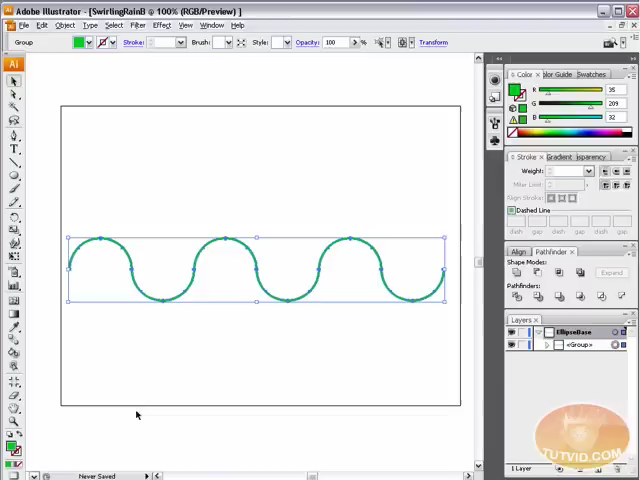 Adobe Illustrator - [SwirlingRainB @ 100% (RGB/Preview) ]
File Edit Object Type Select Filter Effect View Window Help
Group Stroke: Brush: Style: Opacity: 100 % Transform
Ai
Color Color Guide Swatches
R 35
G 209
B 32
Stroke Gradient nsparency
Weight:
Miter Limit:
Align Stroke:
Dashed Line
dash gap dash gap dash gap
Align Pathfinder
Shape Modes:
Expand
Pathfinders:
Layers
EllipseBase
<Group>
TUTVID.COM
1 Layer
Never Saved